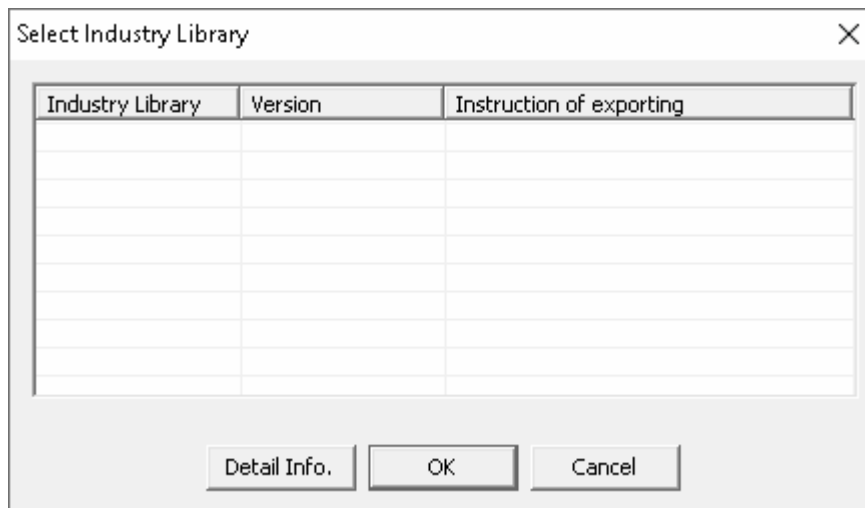 Select Industry Library
Industry Library Version Instruction of exporting
Detail Info. OK Cancel